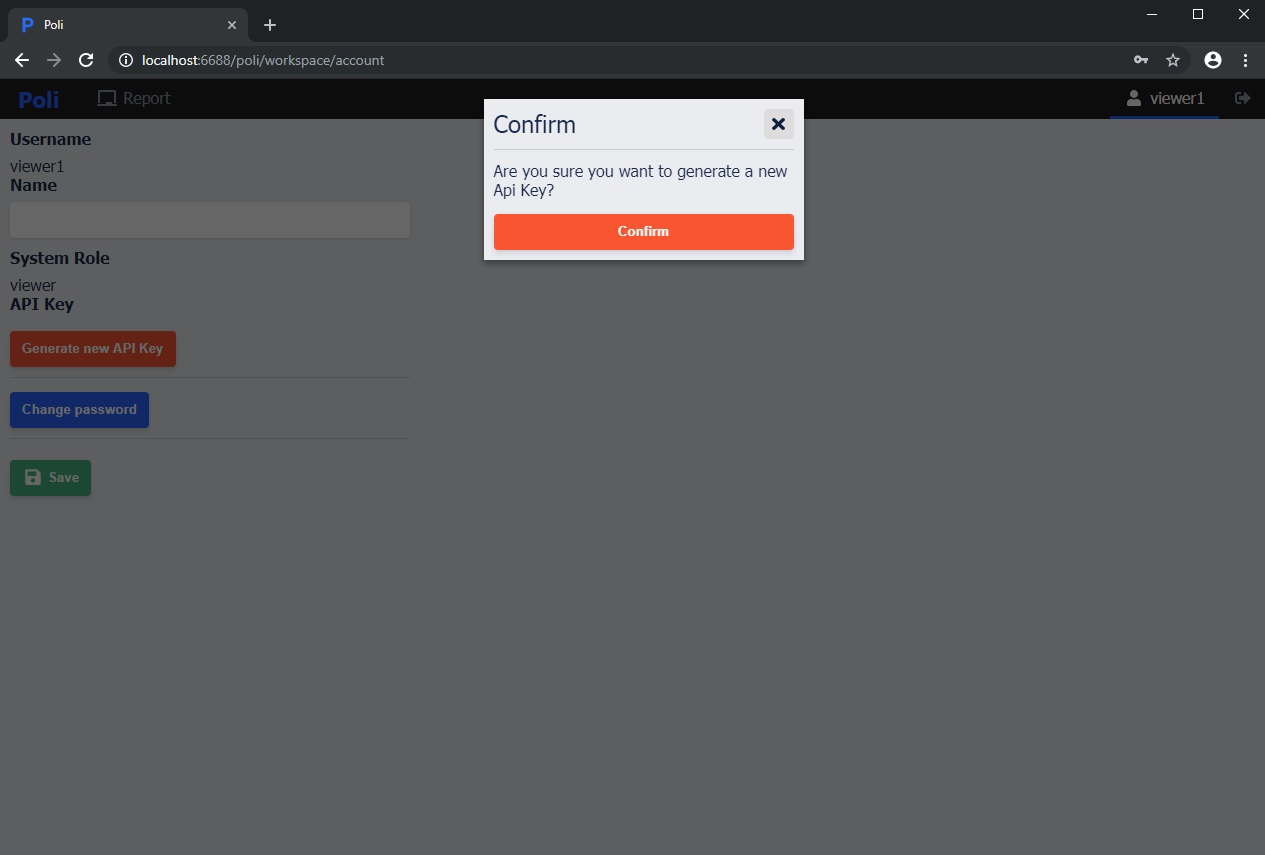 Poli
localhost:6688/poli/workspace/account
Poli
Report
viewer1
Username
viewer1
Name
System Role
viewer
API Key
Generate new API Key
Change password
Save
Confirm
Are you sure you want to generate a new
Api Key?
Confirm